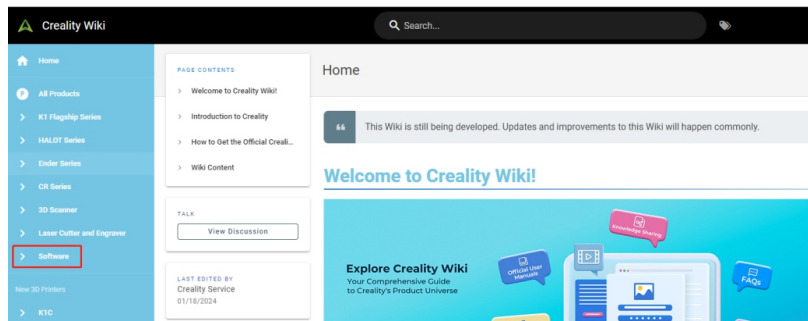 Creality Wiki
Search...
Home
All Products
K1 Flagship Series
HALOT Series
Ender Series
CR Series
3D Scanner
Laser Cutter and Engraver
Software
New 3D Printers
K1C
PAGE CONTENTS
Welcome to Creality Wiki!
Introduction to Creality
How to Get the Official Creali...
Wiki Content
TALK
View Discussion
LAST EDITED BY
Creality Service
01/18/2024
Home
This Wiki is still being developed. Updates and improvements to this Wiki will happen commonly.
Welcome to Creality Wiki!
Explore Creality Wiki
Your Comprehensive Guide
to Creality's Product Universe
Official User
Manuals
Knowledge Sharing
FAQs